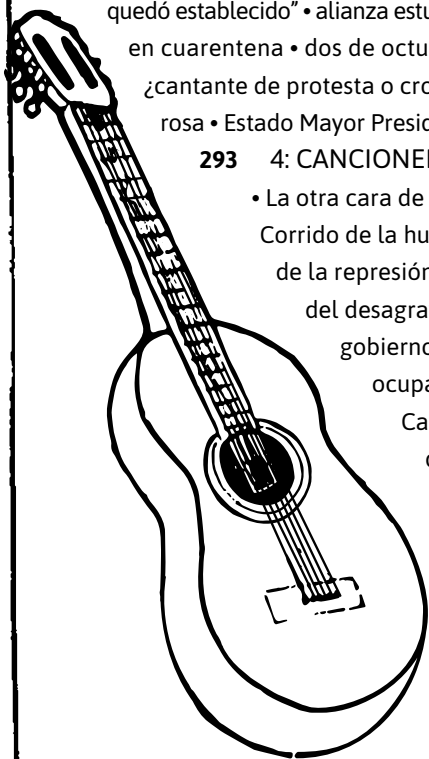 quedó establecido” • alianza estu
en cuarentena • dos de octu
¿cantante de protesta o cro
rosa • Estado Mayor Presid
293 4: CANCIONE
• La otra cara de
Corrido de la hu
de la represión
del desagra
gobierno
ocupa
Ca